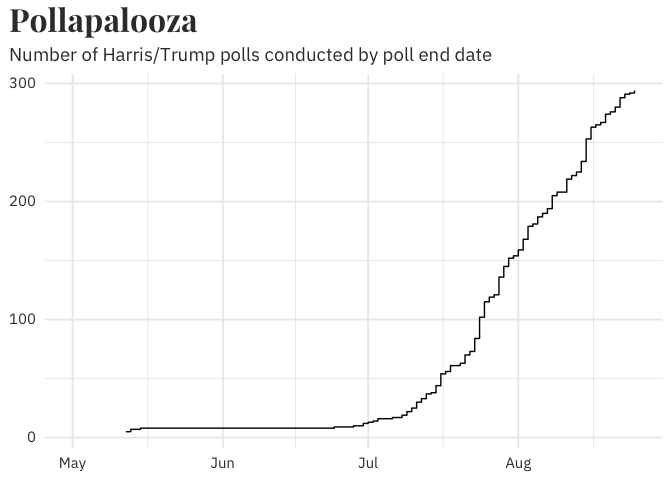 Pollapalooza
Number of Harris/Trump polls conducted by poll end date
300
200
100
0
May Jun Jul Aug